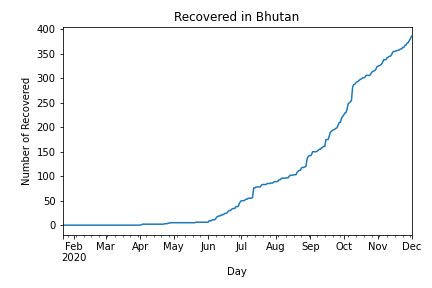 Recovered in Bhutan
400
350
300
250
200
150
100
50
0
Number of Recovered
Feb Mar Apr May Jun Jul Aug Sep Oct Nov Dec
2020
Day